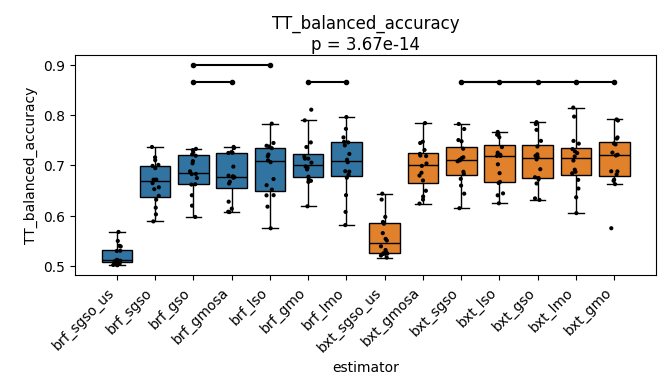 TT_balanced_accuracy
p = 3.67e-14
TT_balanced_accuracy
0.9
0.8
0.7
0.6
0.5
brf_sgso_us
brf_sgso
brf_gso
brf_gmosa
brf_lso
brf_gmo
brf_lmo
bxt_sgso_us
bxt_gmosa
bxt_sgso
bxt_lso
bxt_gso
bxt_lmo
bxt_gmo
estimator